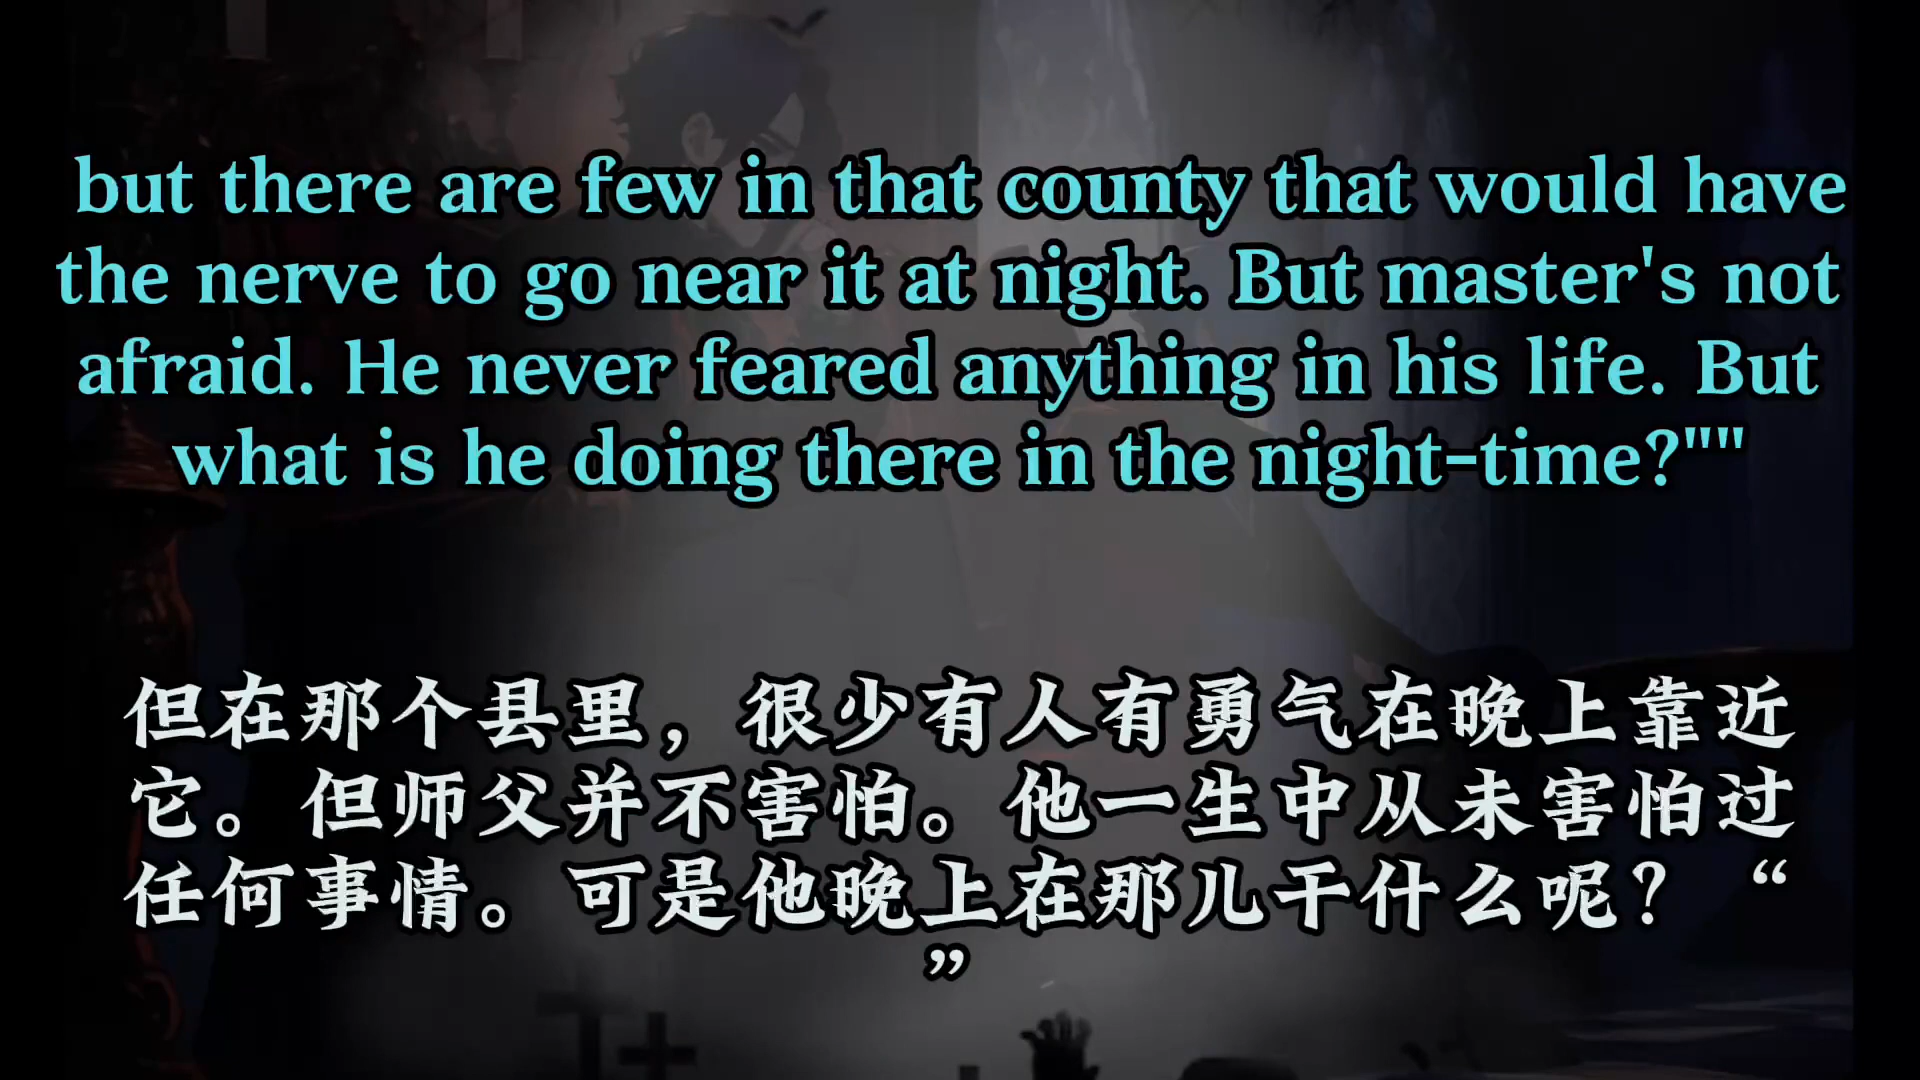 but there are few in that county that would have
the nerve to go near it at night. But master's not
afraid. He never feared anything in his life. But
what is he doing there in the night-time?""
但在那个县里，很少有人有勇气在晚上靠近
它。但师父并不害怕。他一生中从未害怕过
任何事情。可是他晚上在那儿干什么呢？“
”